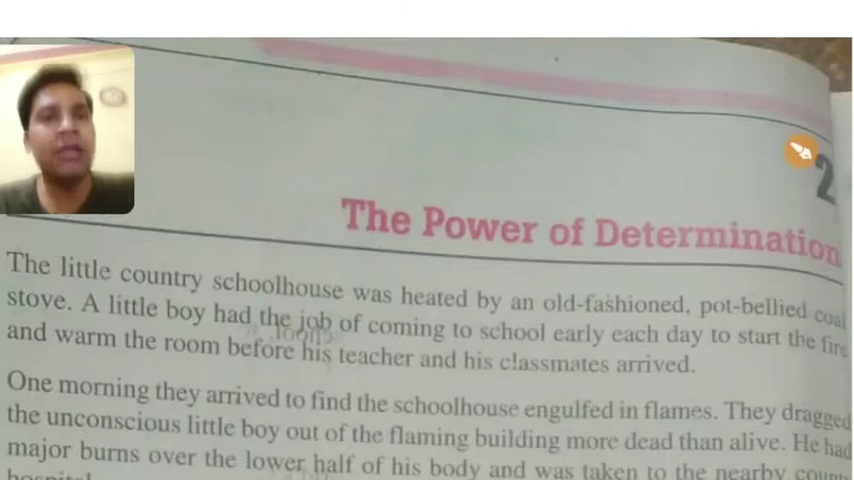 2
The Power of Determination
The little country schoolhouse was heated by an old-fashioned, pot-bellied coal
stove. A little boy had the job of coming to school early each day to start the fire
and warm the room before his teacher and his classmates arrived.
One morning they arrived to find the schoolhouse engulfed in flames. They dragged
the unconscious little boy out of the flaming building more dead than alive. He had
major burns over the lower half of his body and was taken to the nearby county
hospital.